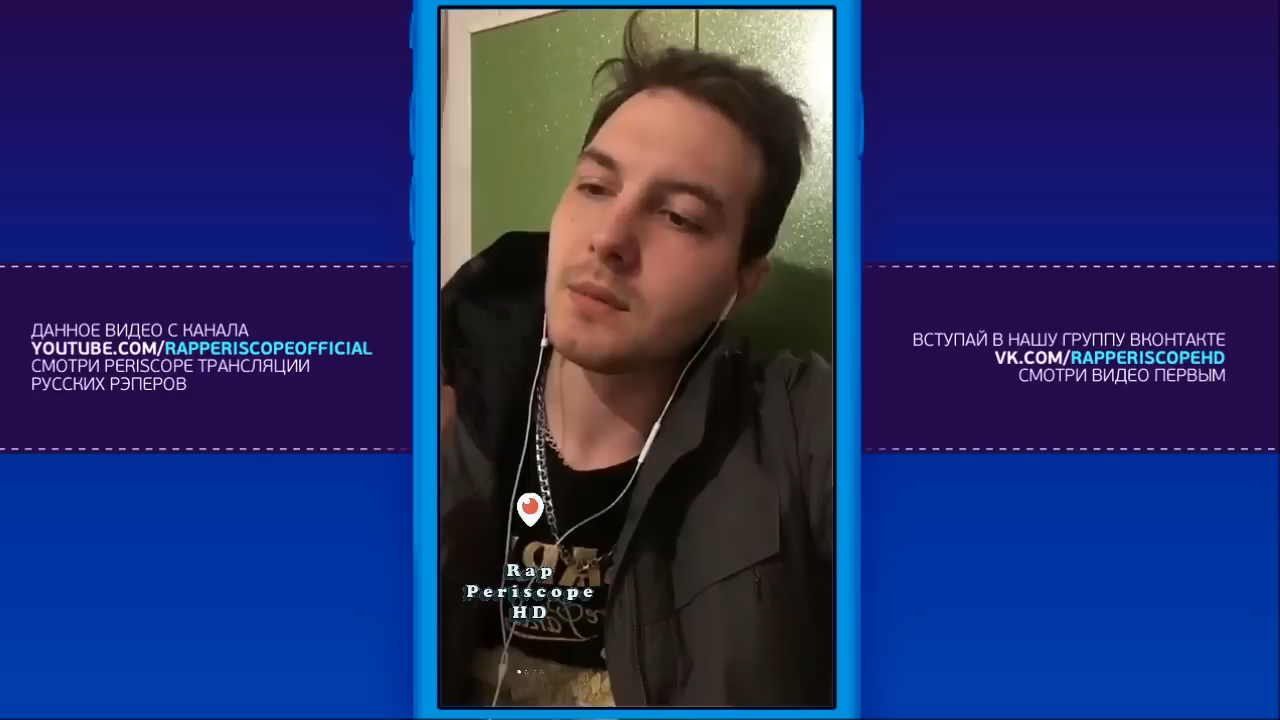 ДАННОЕ ВИДЕО С КАНАЛА
YOUTUBE.COM/RAPPERISCOPEOFFICIAL
СМОТРИ PERISCOPE ТРАНСЛЯЦИИ
РУССКИХ РЭПЕРОВ
Rap
Periscope
HD
ВСТУПАЙ В НАШУ ГРУППУ ВКОНТАКТЕ
VK.COM/RAPPERISCOPEHD
СМОТРИ ВИДЕО ПЕРВЫМ